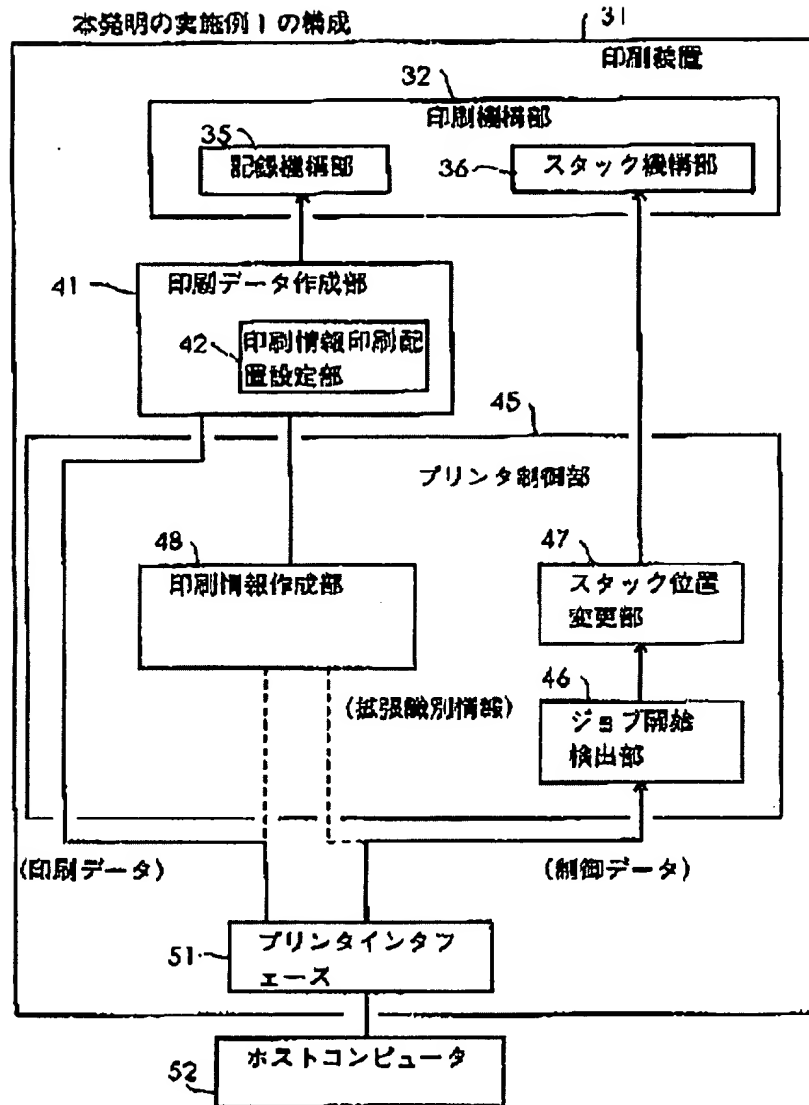 本発明の実施例1の構成
31
印刷装置
32
印刷機構部
35
記録機構部
36
スタック機構部
41
印刷データ作成部
42
印刷情報印刷配
置設定部
45
プリンタ制御部
48
印刷情報作成部
47
スタック位置
変更部
(拡張識別情報)
46
ジョブ開始
検出部
(印刷データ)
(制御データ)
51
プリンタインタフ
ェース
52
ホストコンピュータ